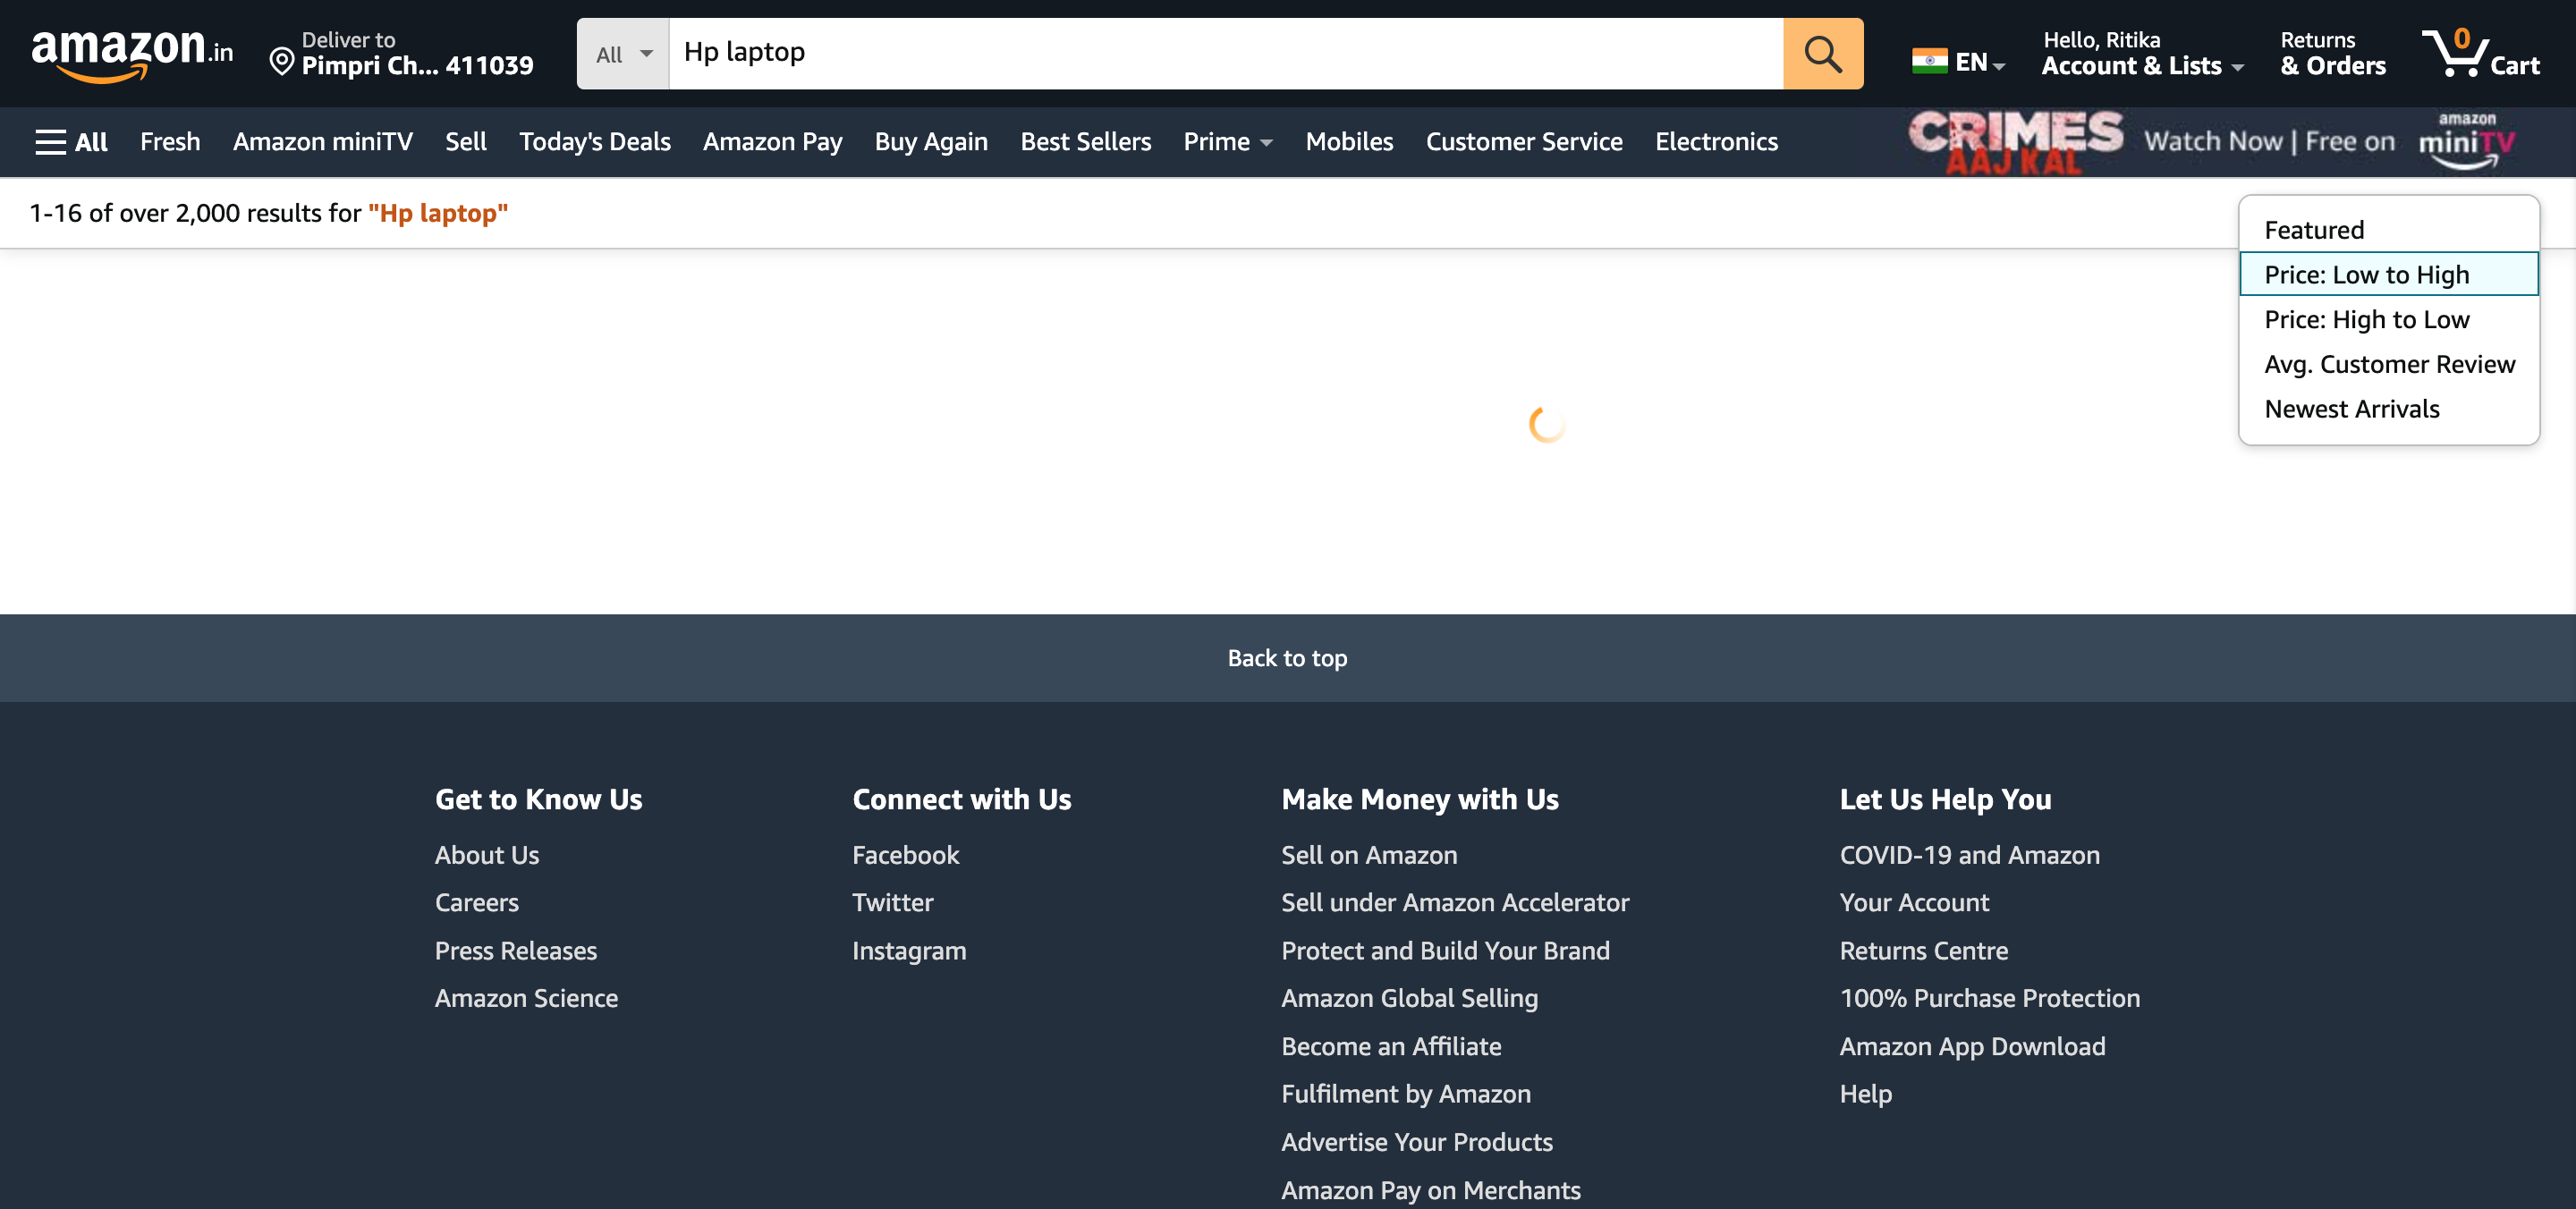 amazon.in
Deliver to
Pimpri Ch... 411039
All
Hp laptop
EN
Hello, Ritika
Account & Lists
Returns
& Orders
0
Cart
All
Fresh
Amazon miniTV
Sell
Today's Deals
Amazon Pay
Buy Again
Best Sellers
Prime
Mobiles
Customer Service
Electronics
CRIMES
AAJ KAL
Watch Now | Free on
amazon
miniTV
1-16 of over 2,000 results for "Hp laptop"
Featured
Price: Low to High
Price: High to Low
Avg. Customer Review
Newest Arrivals
Back to top
Get to Know Us
About Us
Careers
Press Releases
Amazon Science
Connect with Us
Facebook
Twitter
Instagram
Make Money with Us
Sell on Amazon
Sell under Amazon Accelerator
Protect and Build Your Brand
Amazon Global Selling
Become an Affiliate
Fulfilment by Amazon
Advertise Your Products
Amazon Pay on Merchants
Let Us Help You
COVID-19 and Amazon
Your Account
Returns Centre
100% Purchase Protection
Amazon App Download
Help